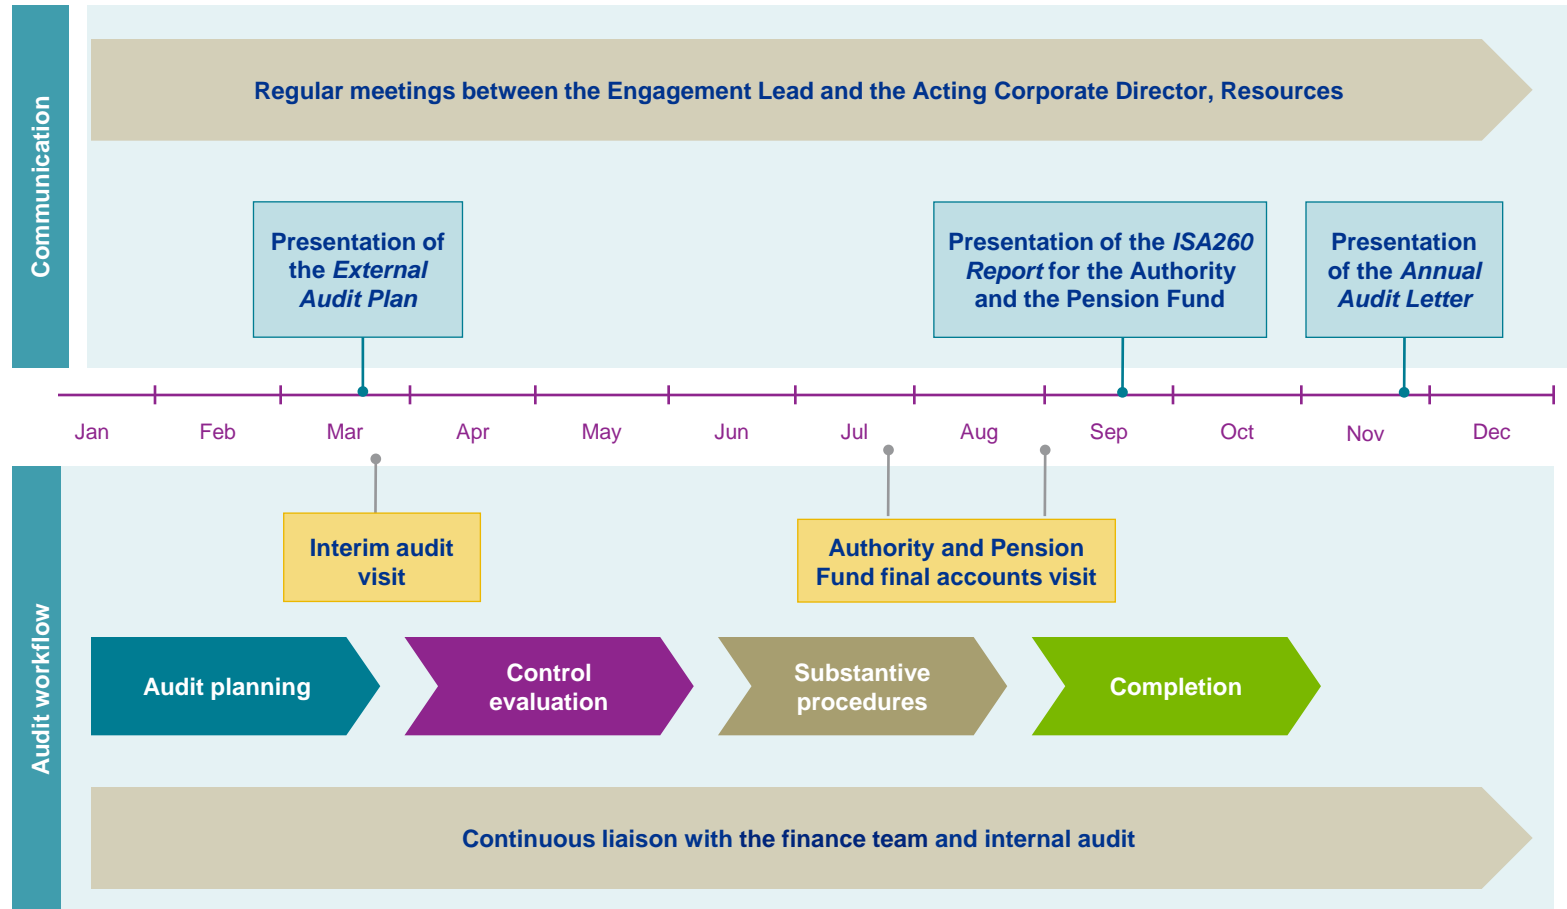 Communication
Regular meetings between the Engagement Lead and the Acting Corporate Director, Resources
Presentation of
the External
Audit Plan
Presentation of the ISA260
Report for the Authority
and the Pension Fund
Presentation
of the Annual
Audit Letter
Jan Feb Mar Apr May Jun Jul Aug Sep Oct Nov Dec
Audit workflow
Interim audit
visit
Authority and Pension
Fund final accounts visit
Audit planning
Control
evaluation
Substantive
procedures
Completion
Continuous liaison with the finance team and internal audit